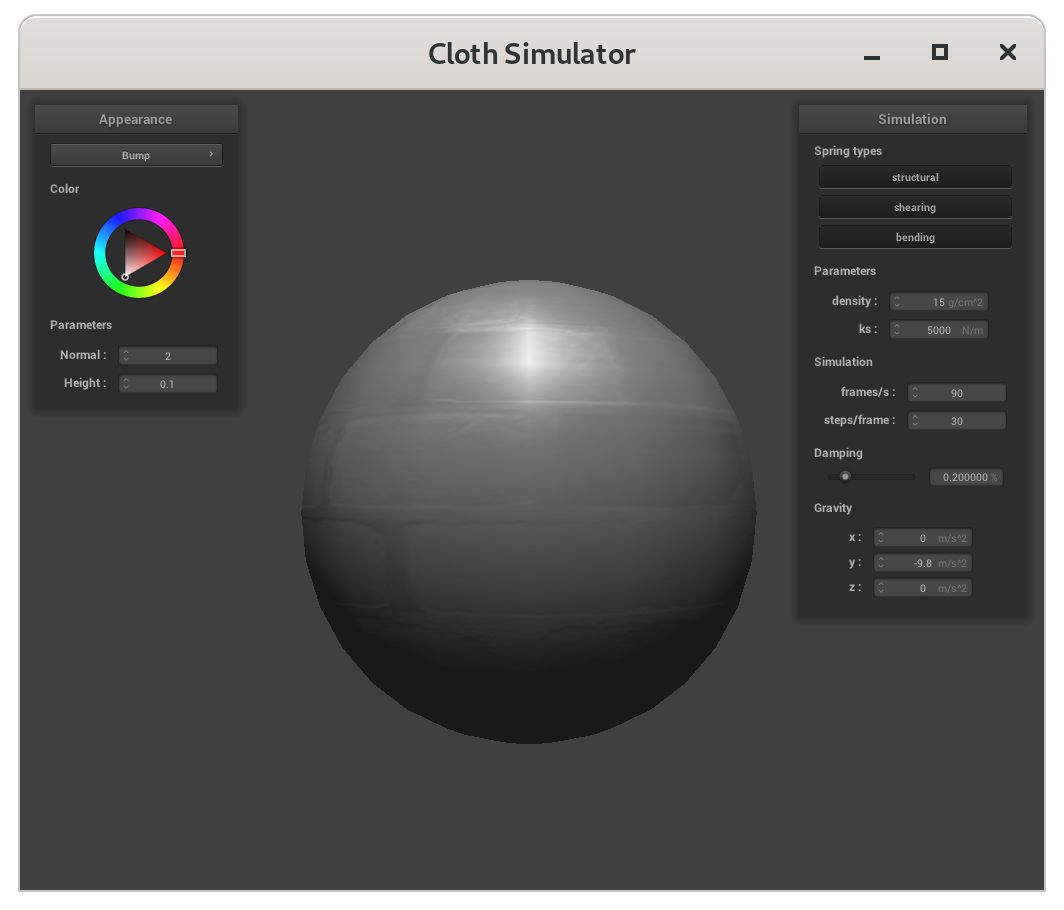 Cloth Simulator
Appearance
Bump
Color
Parameters
Normal : 2
Height : 0.1
Simulation
Spring types
structural
shearing
bending
Parameters
density : 15 g/cm^2
ks : 5000 N/m
Simulation
frames/s : 90
steps/frame : 30
Damping
0.200000 %
Gravity
x : 0 m/s^2
y : -9.8 m/s^2
z : 0 m/s^2